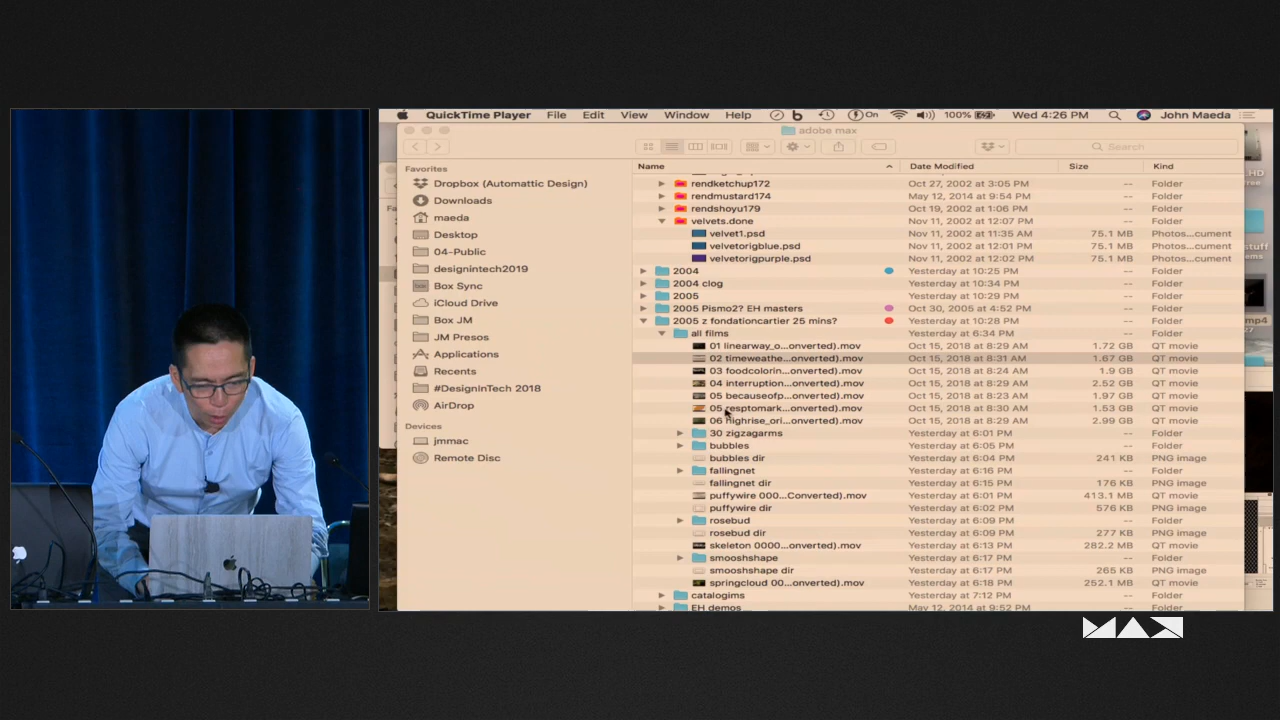 QuickTime Player File Edit View Window Help On 100% Wed 4:26 PM John Maeda
adobe max
Search
Favorites
Dropbox (Automattic Design)
Downloads
maeda
Desktop
04-Public
designintech2019
Box Sync
iCloud Drive
Box JM
JM Presos
Applications
Recents
#DesignInTech 2018
AirDrop
Devices
jmmac
Remote Disc
Name Date Modified Size Kind
rendketchup172 Oct 27, 2002 at 3:05 PM -- Folder
rendmustard174 May 12, 2014 at 9:54 PM -- Folder
rendshoyu179 Oct 19, 2002 at 1:06 PM -- Folder
velvets.done Nov 11, 2002 at 12:07 PM -- Folder
velvet1.psd Nov 11, 2002 at 11:35 AM 75.1 MB Photos...cument
velvetorigblue.psd Nov 11, 2002 at 12:01 PM 75.1 MB Photos...cument
velvetorigpurple.psd Nov 11, 2002 at 12:02 PM 75.1 MB Photos...cument
2004 Yesterday at 10:25 PM -- Folder
2004 clog Yesterday at 10:34 PM -- Folder
2005 Yesterday at 10:29 PM -- Folder
2005 Pismo2? EH masters Oct 30, 2005 at 4:52 PM -- Folder
2005 z fondationcartier 25 mins? Yesterday at 10:28 PM -- Folder
all films Yesterday at 6:34 PM -- Folder
01 linearway_o...onverted).mov Oct 15, 2018 at 8:29 AM 1.72 GB QT movie
02 timeweathe...onverted).mov Oct 15, 2018 at 8:31 AM 1.67 GB QT movie
03 foodcolorin...onverted).mov Oct 15, 2018 at 8:24 AM 1.9 GB QT movie
04 interruption...onverted).mov Oct 15, 2018 at 8:29 AM 2.52 GB QT movie
05 becauseofp...onverted).mov Oct 15, 2018 at 8:23 AM 1.97 GB QT movie
05 resptomark...onverted).mov Oct 15, 2018 at 8:30 AM 1.53 GB QT movie
06 highrise_ori...onverted).mov Oct 15, 2018 at 8:29 AM 2.99 GB QT movie
30 zigzagarms Yesterday at 6:01 PM -- Folder
bubbles Yesterday at 6:05 PM -- Folder
bubbles dir Yesterday at 6:04 PM 241 KB PNG image
fallingnet Yesterday at 6:16 PM -- Folder
fallingnet dir Yesterday at 6:15 PM 176 KB PNG image
puffywire 000...Converted).mov Yesterday at 6:01 PM 413.1 MB QT movie
puffywire dir Yesterday at 6:02 PM 576 KB PNG image
rosebud Yesterday at 6:09 PM -- Folder
rosebud dir Yesterday at 6:09 PM 277 KB PNG image
skeleton 0000...onverted).mov Yesterday at 6:13 PM 282.2 MB QT movie
smooshshape Yesterday at 6:17 PM -- Folder
smooshshape dir Yesterday at 6:17 PM 265 KB PNG image
springcloud 00...onverted).mov Yesterday at 6:18 PM 252.1 MB QT movie
catalogims Yesterday at 7:12 PM -- Folder
EH demos May 12, 2014 at 9:52 PM -- Folder
MAX